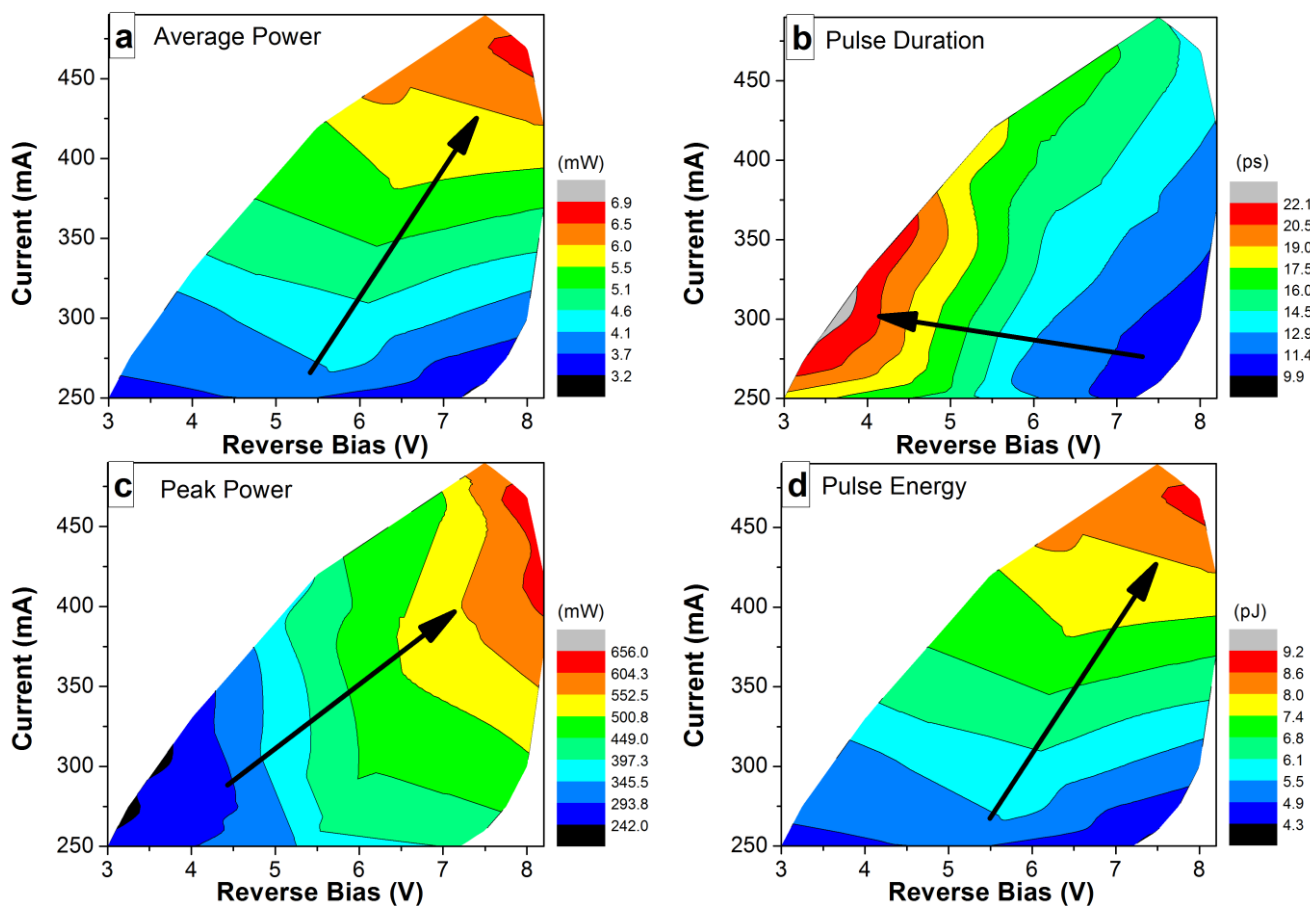 a Average Power
450
400
350
300
250
3 4 5 6 7 8
Current (mA)
Reverse Bias (V)
(mW)
6.9
6.5
6.0
5.5
5.1
4.6
4.1
3.7
3.2
b Pulse Duration
450
400
350
300
250
3 4 5 6 7 8
Current (mA)
Reverse Bias (V)
(ps)
22.1
20.5
19.0
17.5
16.0
14.5
12.9
11.4
9.9
c Peak Power
450
400
350
300
250
3 4 5 6 7 8
Current (mA)
Reverse Bias (V)
(mW)
656.0
604.3
552.5
500.8
449.0
397.3
345.5
293.8
242.0
d Pulse Energy
450
400
350
300
250
3 4 5 6 7 8
Current (mA)
Reverse Bias (V)
(pJ)
9.2
8.6
8.0
7.4
6.8
6.1
5.5
4.9
4.3